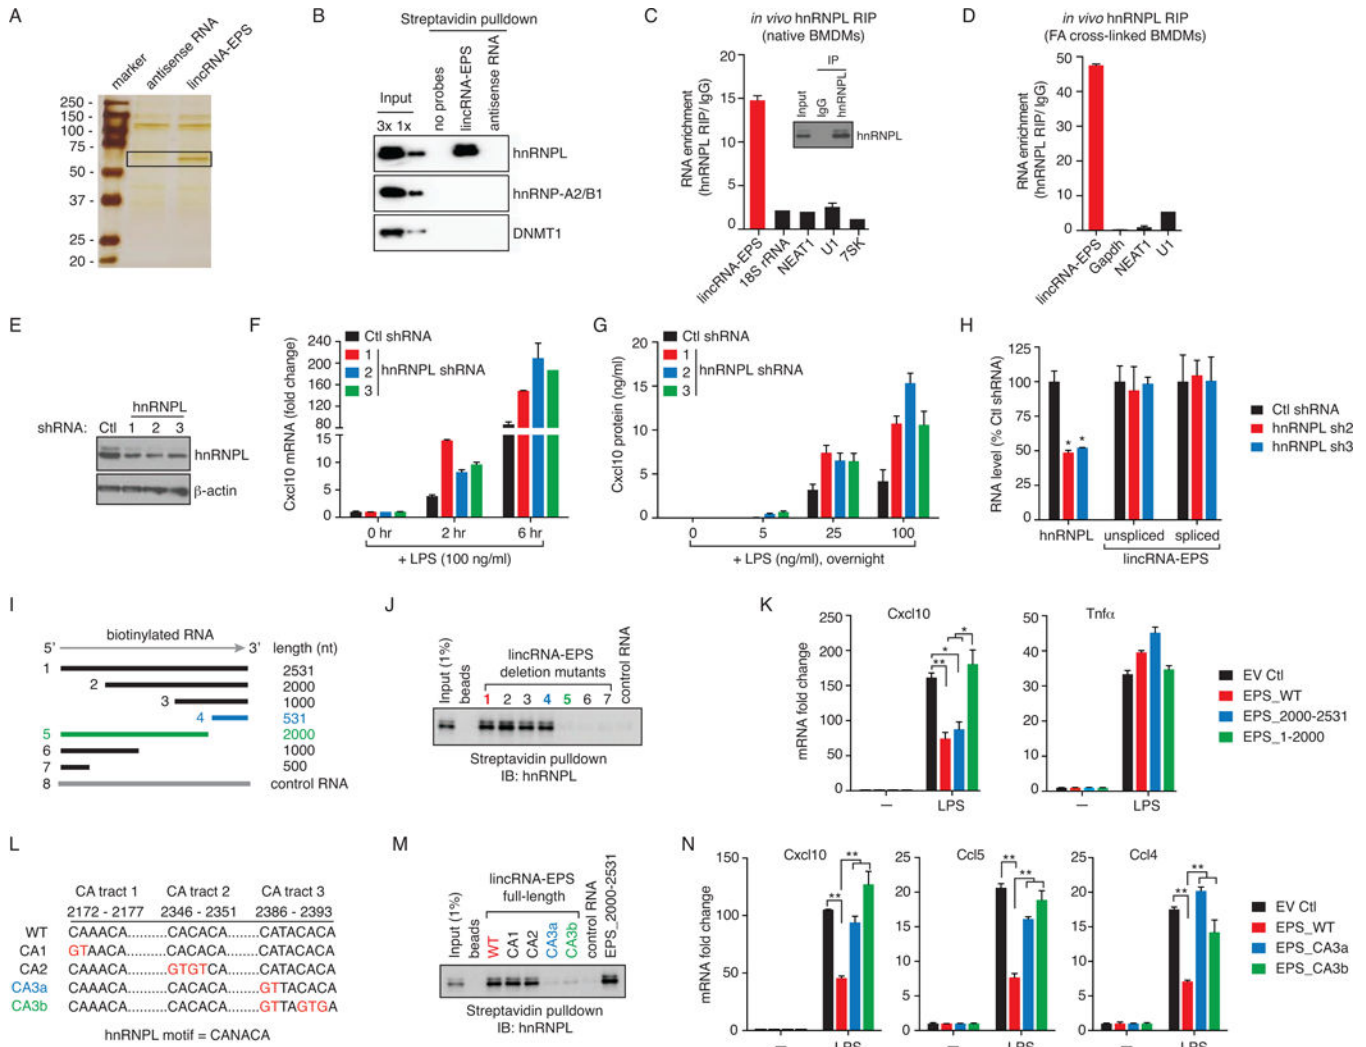 A
marker
antisense RNA
lincRNA-EPS
250 -
150 -
100 -
75 -
50 -
37 -
25 -
20 -
B
Streptavidin pulldown
Input
3x 1x
no probes
lincRNA-EPS
antisense RNA
hnRNPL
hnRNP-A2/B1
DNMT1
C
in vivo hnRNPL RIP
(native BMDMs)
RNA enrichment
(hnRNPL RIP/ IgG)
20
15
10
5
0
IP
Input
IgG
hnRNPL
hnRNPL
lincRNA-EPS
18S rRNA
NEAT1
U1
7SK
D
in vivo hnRNPL RIP
(FA cross-linked BMDMs)
RNA enrichment
(hnRNPL RIP/ IgG)
50
40
30
20
10
0
lincRNA-EPS
Gapdh
NEAT1
U1
E
hnRNPL
shRNA: Ctl 1 2 3
hnRNPL
β-actin
F
Cxcl10 mRNA (fold change)
240
200
160
120
80
15
10
5
0
Ctl shRNA
1
2
3
hnRNPL shRNA
0 hr 2 hr 6 hr
+ LPS (100 ng/ml)
G
Cxcl10 protein (ng/ml)
20
15
10
5
0
Ctl shRNA
1
2
3
hnRNPL shRNA
0 5 25 100
+ LPS (ng/ml), overnight
H
RNA level (% Ctl shRNA)
125
100
75
50
25
0
* *
Ctl shRNA
hnRNPL sh2
hnRNPL sh3
hnRNPL unspliced spliced
lincRNA-EPS
I
biotinylated RNA
5' 3' length (nt)
1 2531
2 2000
3 1000
4 531
5 2000
6 1000
7 500
8 control RNA
J
Input (1%)
beads
lincRNA-EPS
deletion mutants
1 2 3 4 5 6 7
control RNA
Streptavidin pulldown
IB: hnRNPL
K
Cxcl10
mRNA fold change
250
200
150
100
50
0
** * *
– LPS
Tnfα
50
40
30
20
10
0
– LPS
EV Ctl
EPS_WT
EPS_2000-2531
EPS_1-2000
L
CA tract 1 CA tract 2 CA tract 3
2172 - 2177 2346 - 2351 2386 - 2393
WT CAAACA..........CACACA........CATACACA
CA1 GTAACA..........CACACA........CATACACA
CA2 CAAACA..........GTGTCA........CATACACA
CA3a CAAACA..........CACACA........GTTACACA
CA3b CAAACA..........CACACA........GTTAGTGA
hnRNPL motif = CANACA
M
Input (1%)
beads
lincRNA-EPS
full-length
WT
CA1
CA2
CA3a
CA3b
control RNA
EPS_2000-2531
Streptavidin pulldown
IB: hnRNPL
N
Cxcl10
mRNA fold change
150
100
50
0
** **
– LPS
Ccl5
25
20
15
10
5
0
** **
– LPS
Ccl4
25
20
15
10
5
0
** **
– LPS
EV Ctl
EPS_WT
EPS_CA3a
EPS_CA3b